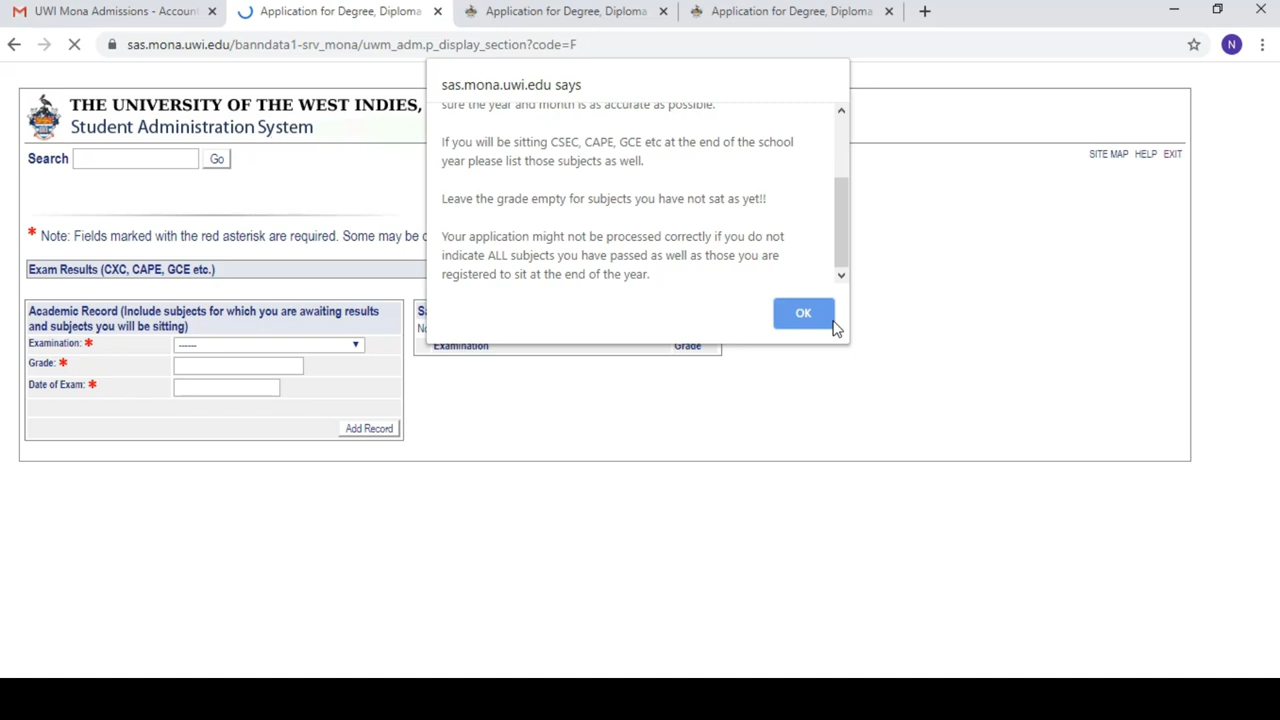 UWI Mona Admissions - Accoun
Application for Degree, Diploma
Application for Degree, Diploma
Application for Degree, Diploma
sas.mona.uwi.edu/banndata1-srv_mona/uwm_adm.p_display_section?code=F
N
sas.mona.uwi.edu says
sure the year and month is as accurate as possible.
If you will be sitting CSEC, CAPE, GCE etc at the end of the school
year please list those subjects as well.
Leave the grade empty for subjects you have not sat as yet!!
Your application might not be processed correctly if you do not
indicate ALL subjects you have passed as well as those you are
registered to sit at the end of the year.
OK
THE UNIVERSITY OF THE WEST INDIES,
Student Administration System
Search
Go
SITE MAP HELP EXIT
* Note: Fields marked with the red asterisk are required. Some may be c
Exam Results (CXC, CAPE, GCE etc.)
Academic Record (Include subjects for which you are awaiting results
and subjects you will be sitting)
Examination: * ------
Grade: *
Date of Exam: *
Add Record
Examination Grade